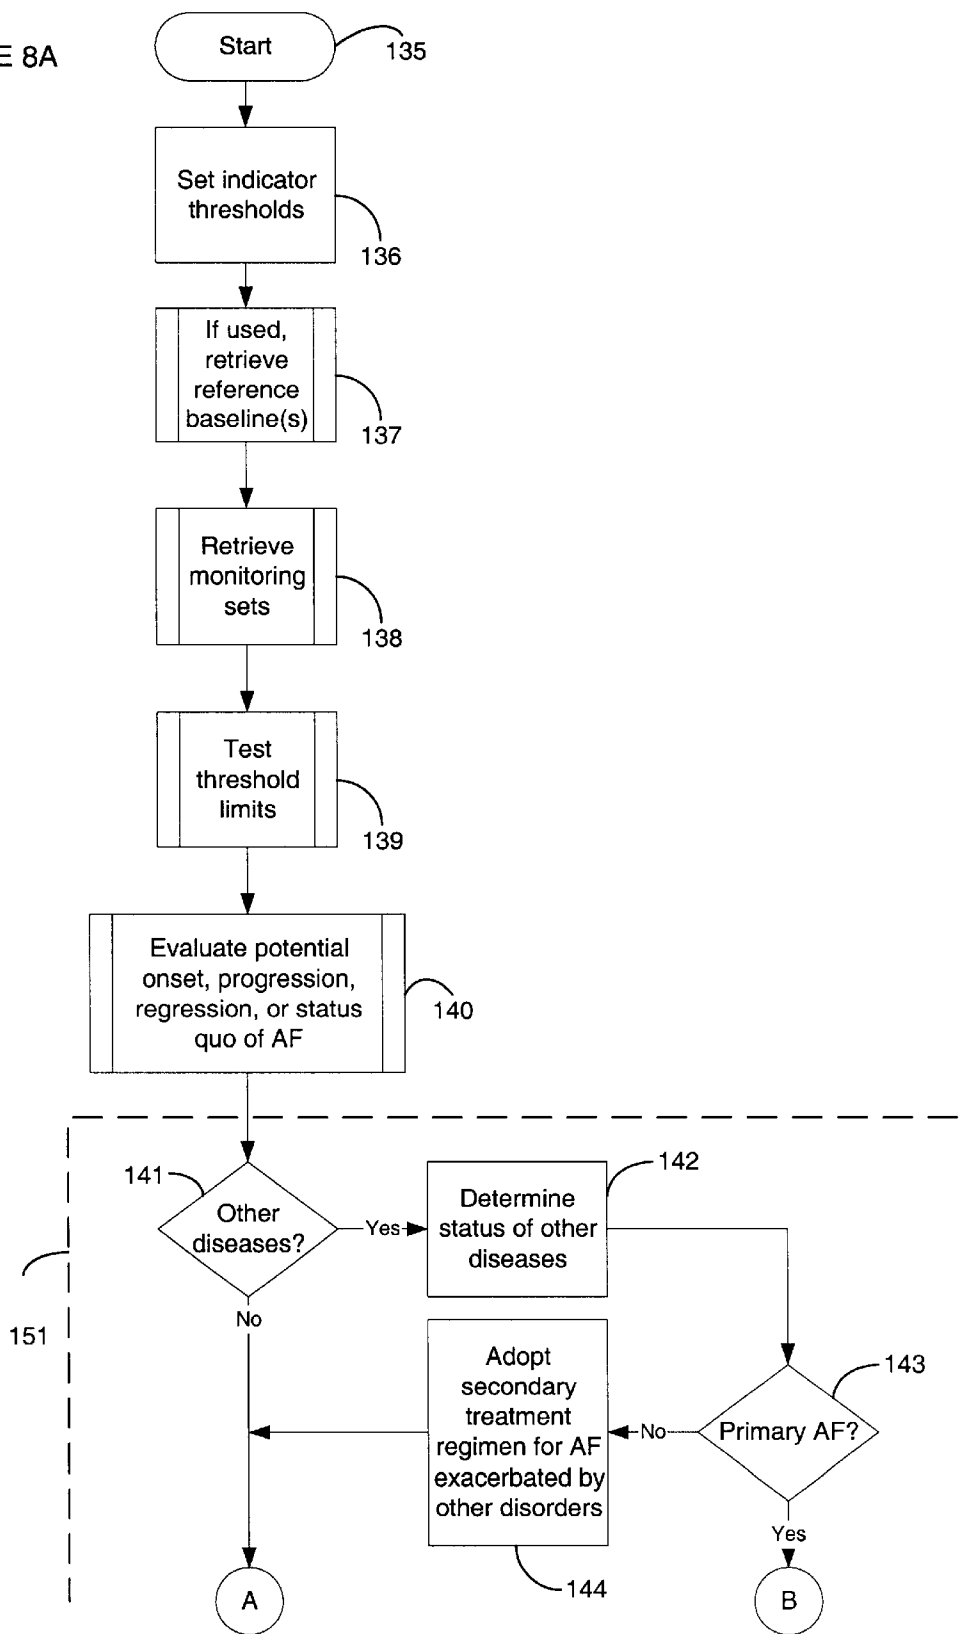 E 8A
Start
135
Set indicator
thresholds
136
If used,
retrieve
reference
baseline(s)
137
Retrieve
monitoring
sets
138
Test
threshold
limits
139
Evaluate potential
onset, progression,
regression, or status
quo of AF
140
141
Other
diseases?
Yes
Determine
status of other
diseases
142
No
151
Adopt
secondary
treatment
regimen for AF
exacerbated by
other disorders
144
No
Primary AF?
143
Yes
A
B